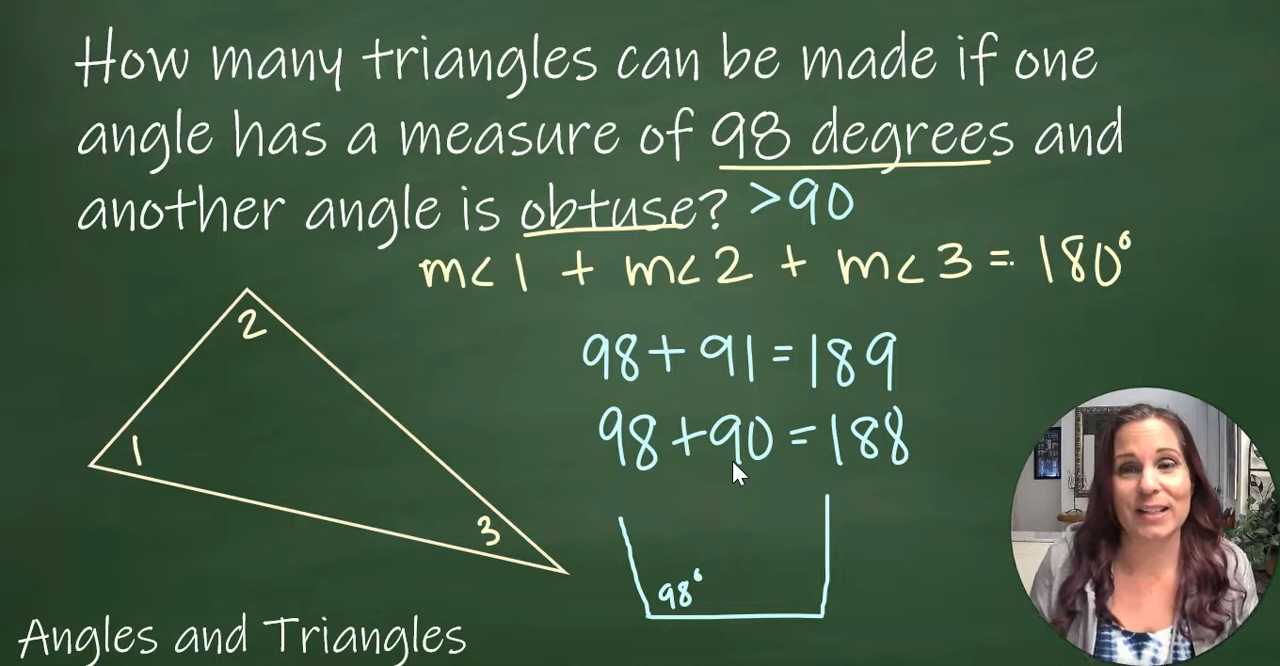 How many triangles can be made if one
angle has a measure of 98 degrees and
another angle is obtuse? >90
m<1 + m<2 + m<3 = 180°
2
98+91=189
98+90=188
1
3
98°
Angles and Triangles